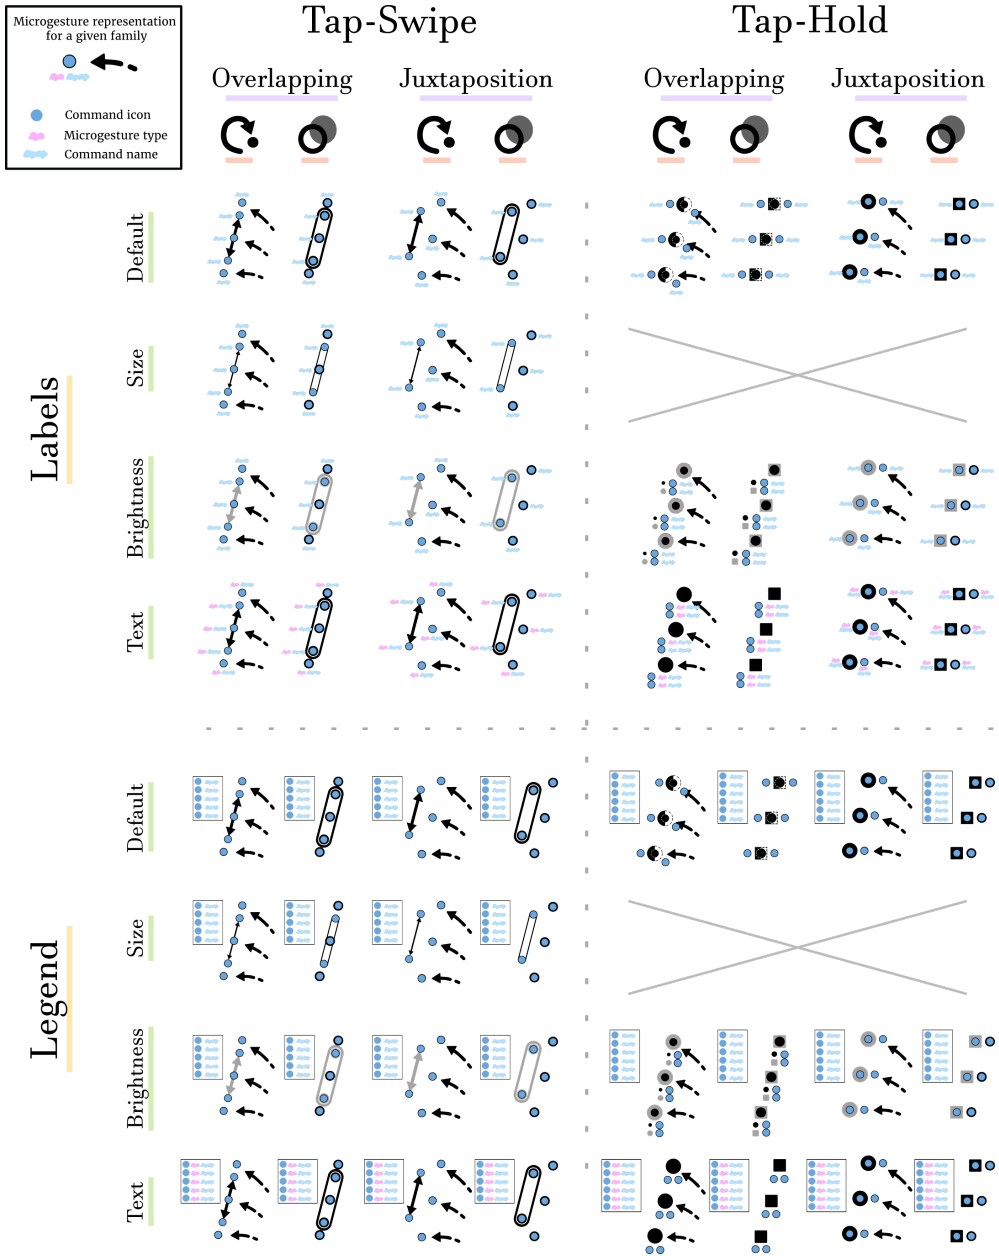 Microgesture representation
for a given family
Command icon
Microgesture type
Command name
Tap-Swipe
Tap-Hold
Overlapping
Juxtaposition
Overlapping
Juxtaposition
Labels
Default
Size
Brightness
Text
Legend
Default
Size
Brightness
Text